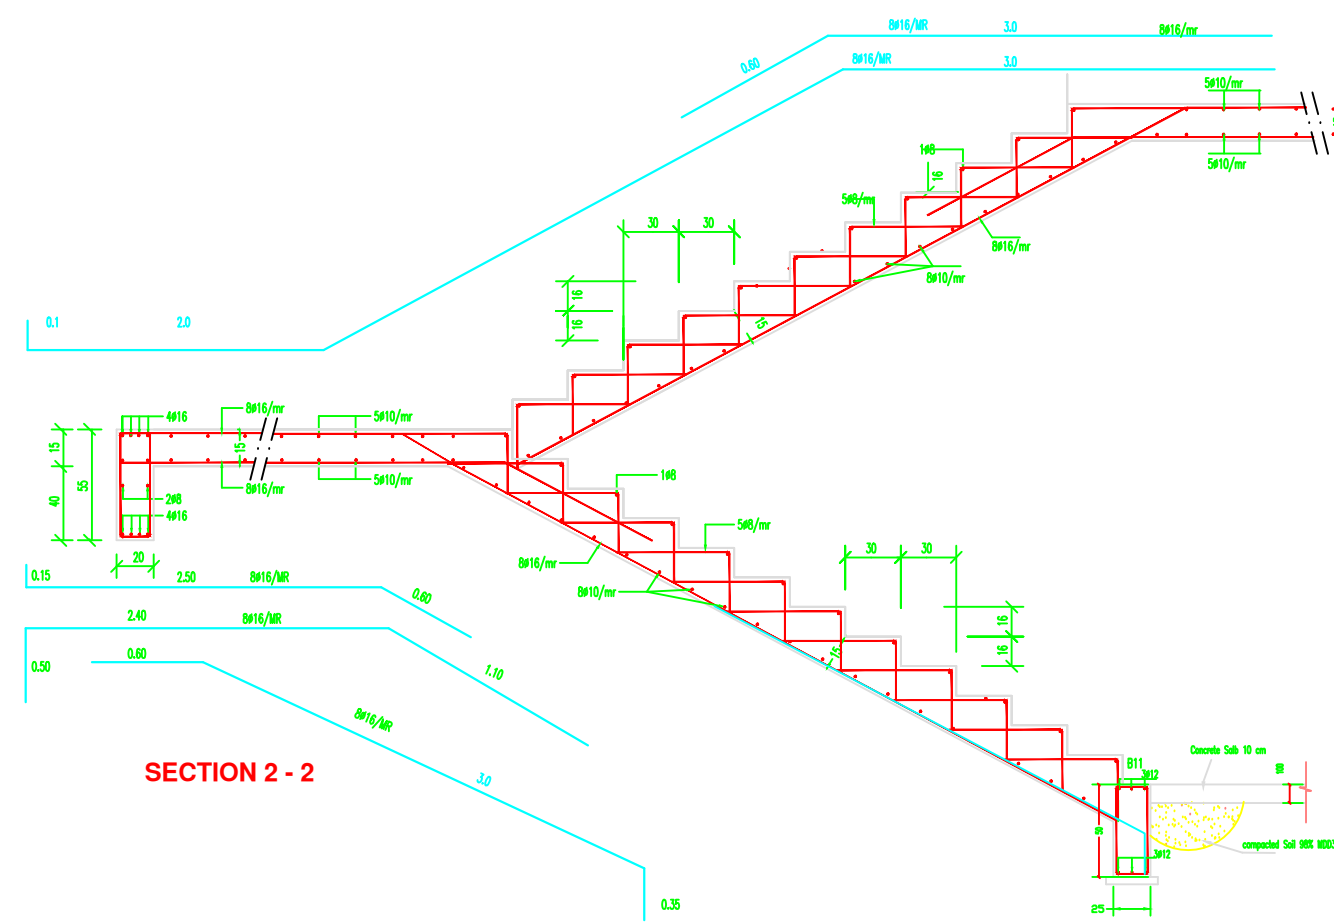 8ø16/MR
3.0
8ø16/mr
0.60
8ø16/MR
3.0
5ø10/mr
1ø8
16
5ø10/mr
5ø8/mr
30
30
8ø16/mr
8ø10/mr
16
16
15
0.1
2.0
4ø16
8ø16/mr
5ø10/mr
15
55
15
40
8ø16/mr
5ø10/mr
2ø8
4ø16
20
1ø8
5ø8/mr
8ø16/mr
8ø10/mr
30
30
16
16
15
0.15
2.50
8ø16/MR
0.60
2.40
8ø16/MR
0.50
0.60
1.10
8ø16/MR
3.0
0.35
SECTION 2 - 2
B11
3ø12
Concrete Salb 10 cm
100
90
3ø12
compacted Soil 98% MDD
25